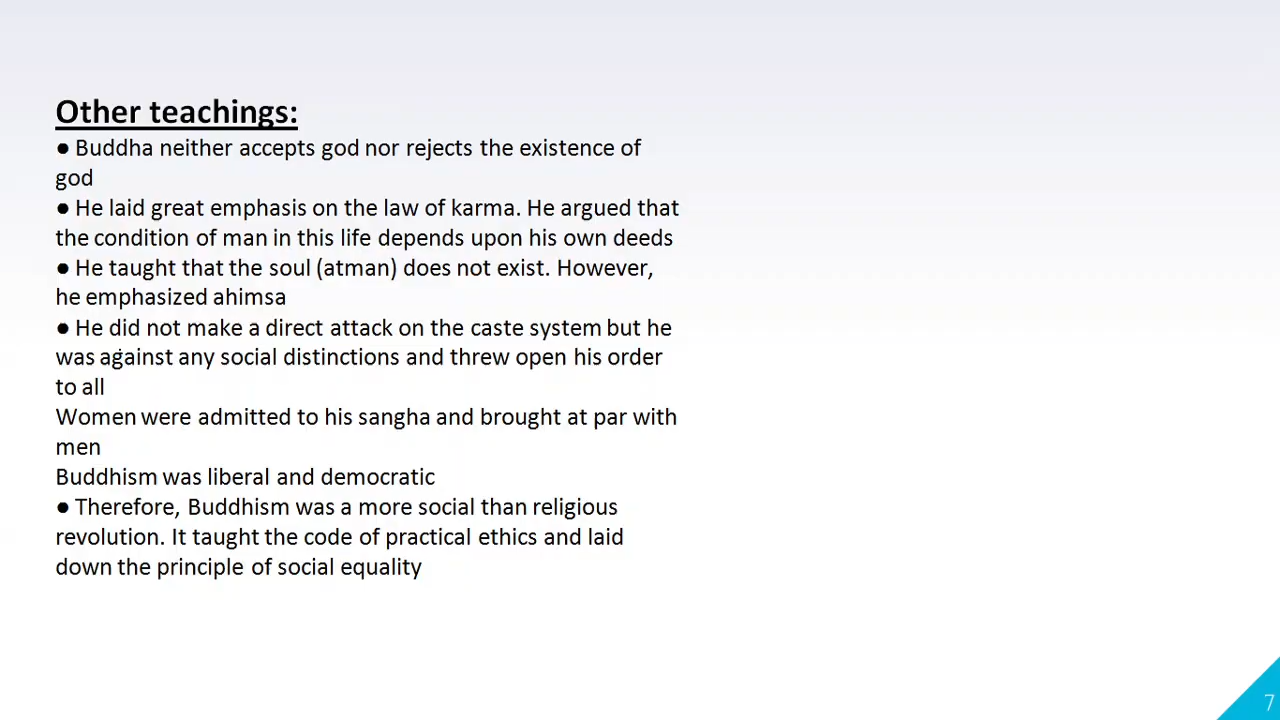 Other teachings:
● Buddha neither accepts god nor rejects the existence of
god
● He laid great emphasis on the law of karma. He argued that
the condition of man in this life depends upon his own deeds
● He taught that the soul (atman) does not exist. However,
he emphasized ahimsa
● He did not make a direct attack on the caste system but he
was against any social distinctions and threw open his order
to all
Women were admitted to his sangha and brought at par with
men
Buddhism was liberal and democratic
● Therefore, Buddhism was a more social than religious
revolution. It taught the code of practical ethics and laid
down the principle of social equality
7